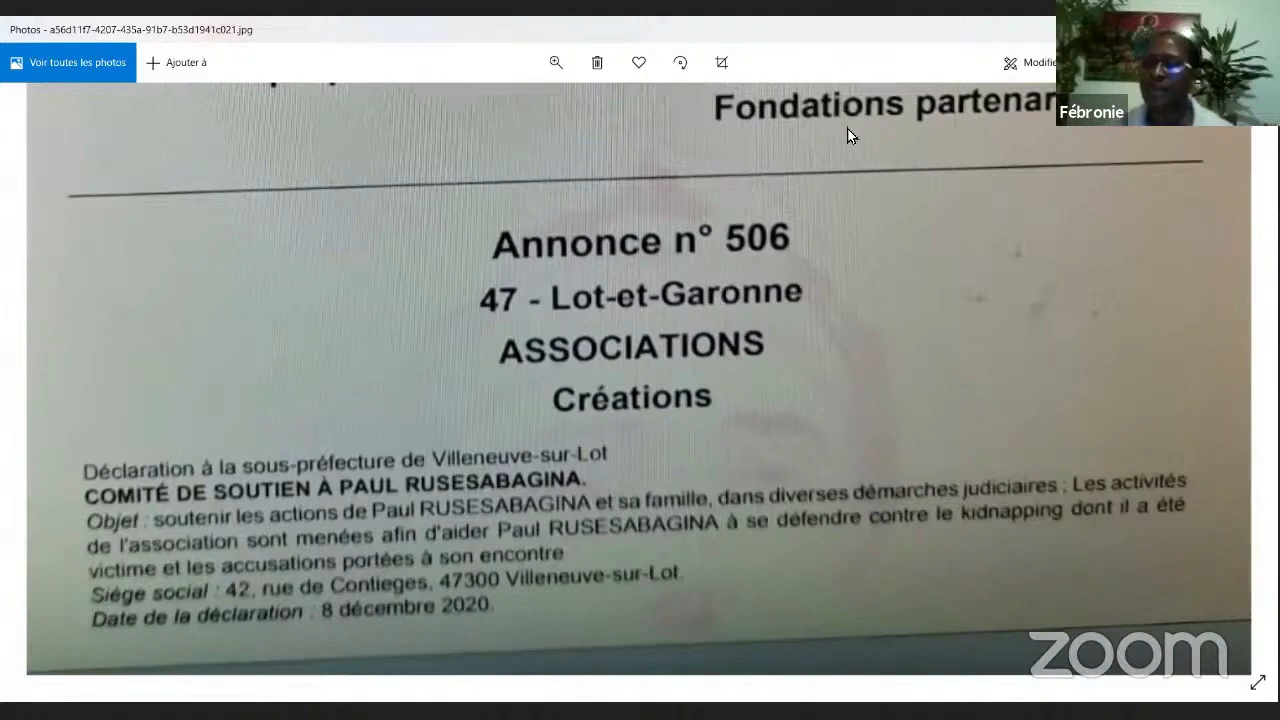 Photos - a56d11f7-4207-435a-91b7-b53d1941c021.jpg
Voir toutes les photos
Ajouter à
Modifie
Fébronie
Fondations partenar
Annonce n° 506
47 - Lot-et-Garonne
ASSOCIATIONS
Créations
Déclaration à la sous-préfecture de Villeneuve-sur-Lot
COMITÉ DE SOUTIEN À PAUL RUSESABAGINA.
Objet : soutenir les actions de Paul RUSESABAGINA et sa famille, dans diverses démarches judiciaires ; Les activités
de l'association sont menées afin d'aider Paul RUSESABAGINA à se défendre contre le kidnapping dont il a été
victime et les accusations portées à son encontre
Siége social : 42, rue de Contieges, 47300 Villeneuve-sur-Lot.
Date de la déclaration : 8 décembre 2020.
zoom